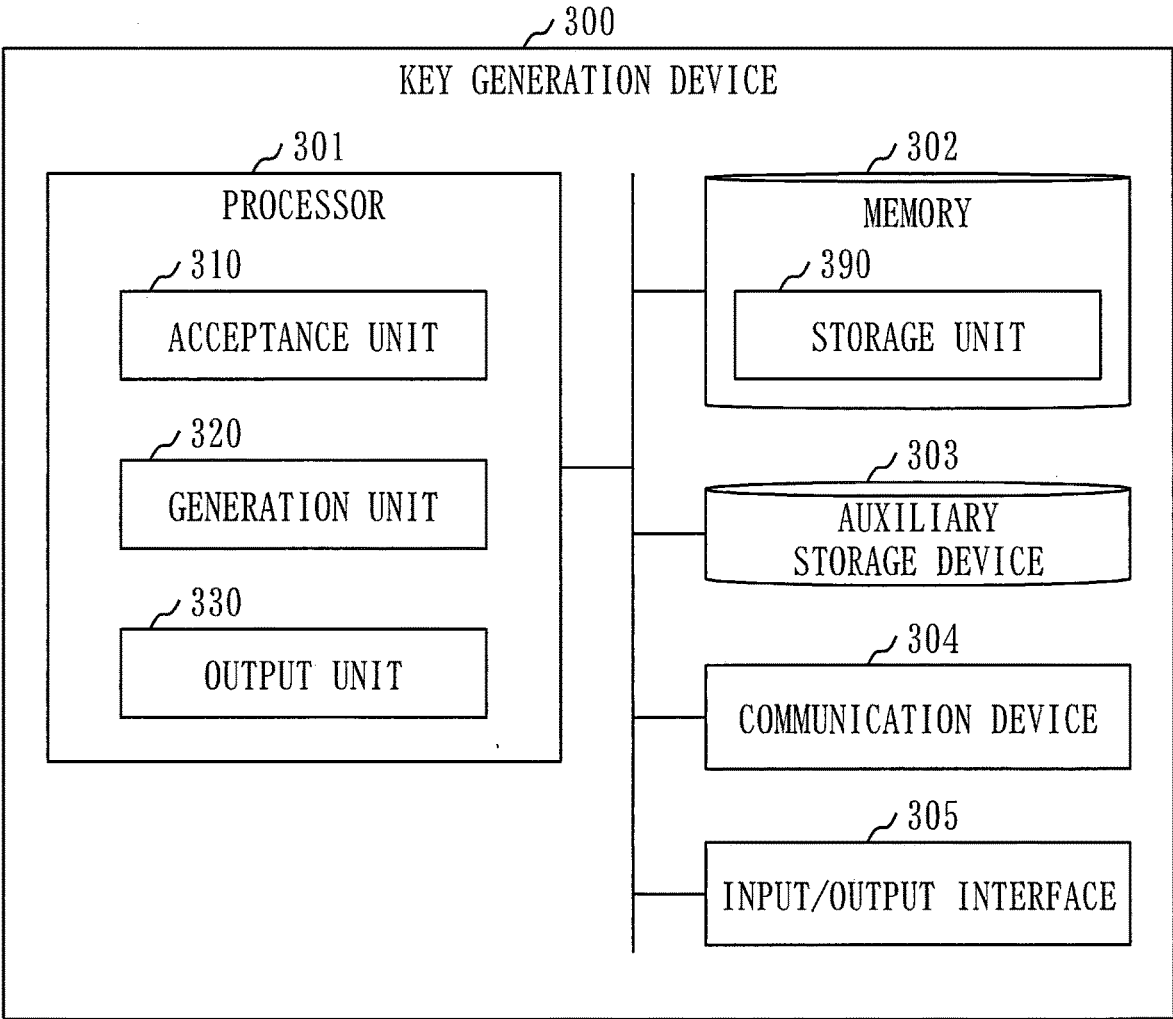 300
KEY GENERATION DEVICE
301
PROCESSOR
310
ACCEPTANCE UNIT
320
GENERATION UNIT
330
OUTPUT UNIT
302
MEMORY
390
STORAGE UNIT
303
AUXILIARY
STORAGE DEVICE
304
COMMUNICATION DEVICE
305
INPUT/OUTPUT INTERFACE